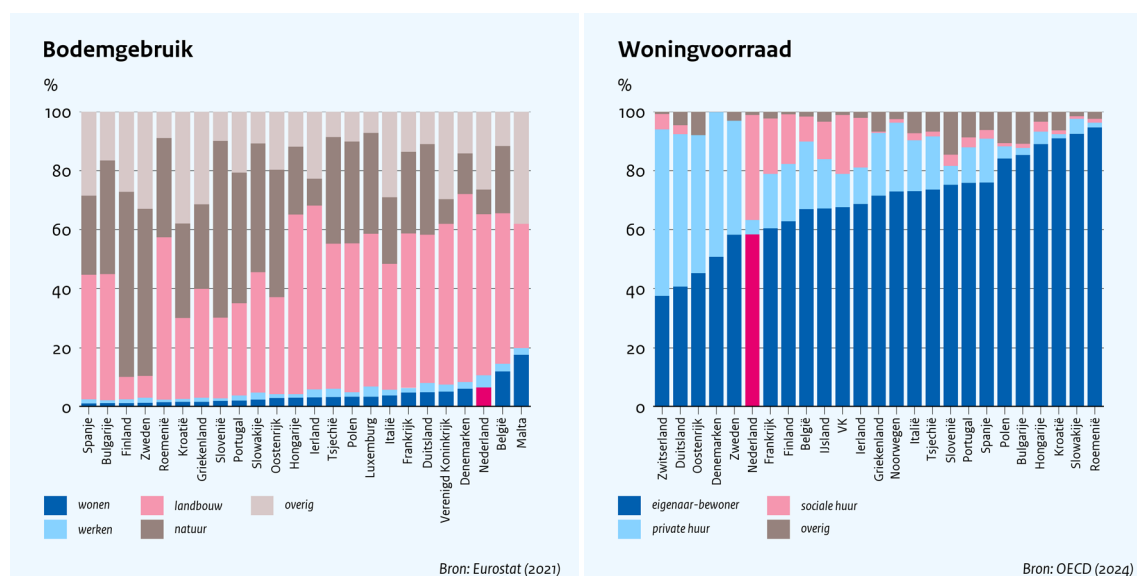 Bodemgebruik
%
100
80
60
40
20
0
Spanje
Bulgarije
Finland
Zweden
Roemenië
Kroatië
Griekenland
Slovenië
Portugal
Slowakije
Oostenrijk
Hongarije
Ierland
Tsjechië
Polen
Luxemburg
Italië
Frankrijk
Duitsland
Verenigd Koninkrijk
Denemarken
Nederland
België
Malta
wonen
landbouw
overig
werken
natuur
Bron: Eurostat (2021)
Woningvoorraad
%
100
80
60
40
20
0
Zwitserland
Duitsland
Oostenrijk
Denemarken
Zweden
Nederland
Frankrijk
Finland
België
IJsland
VK
Ierland
Griekenland
Noorwegen
Italië
Tsjechië
Slovenië
Portugal
Spanje
Polen
Bulgarije
Hongarije
Kroatië
Slowakije
Roemenië
eigenaar-bewoner
sociale huur
private huur
overig
Bron: OECD (2024)